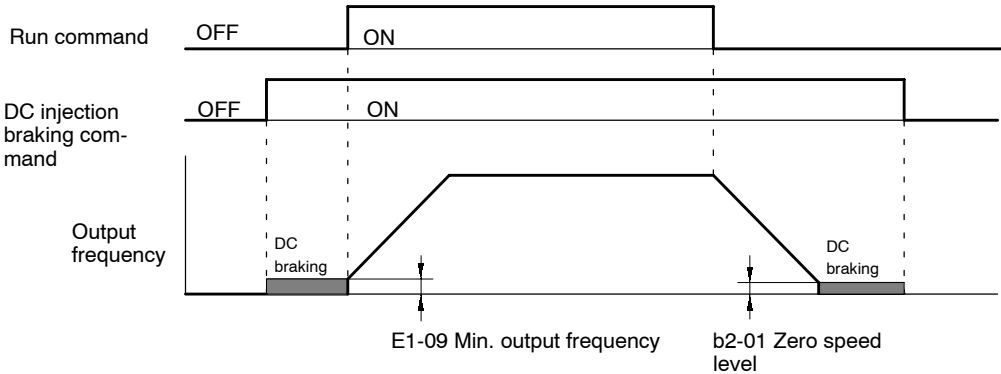 Run command
OFF
ON
DC injection
braking com-
mand
OFF
ON
Output
frequency
DC
braking
DC
braking
E1-09 Min. output frequency
b2-01 Zero speed
level